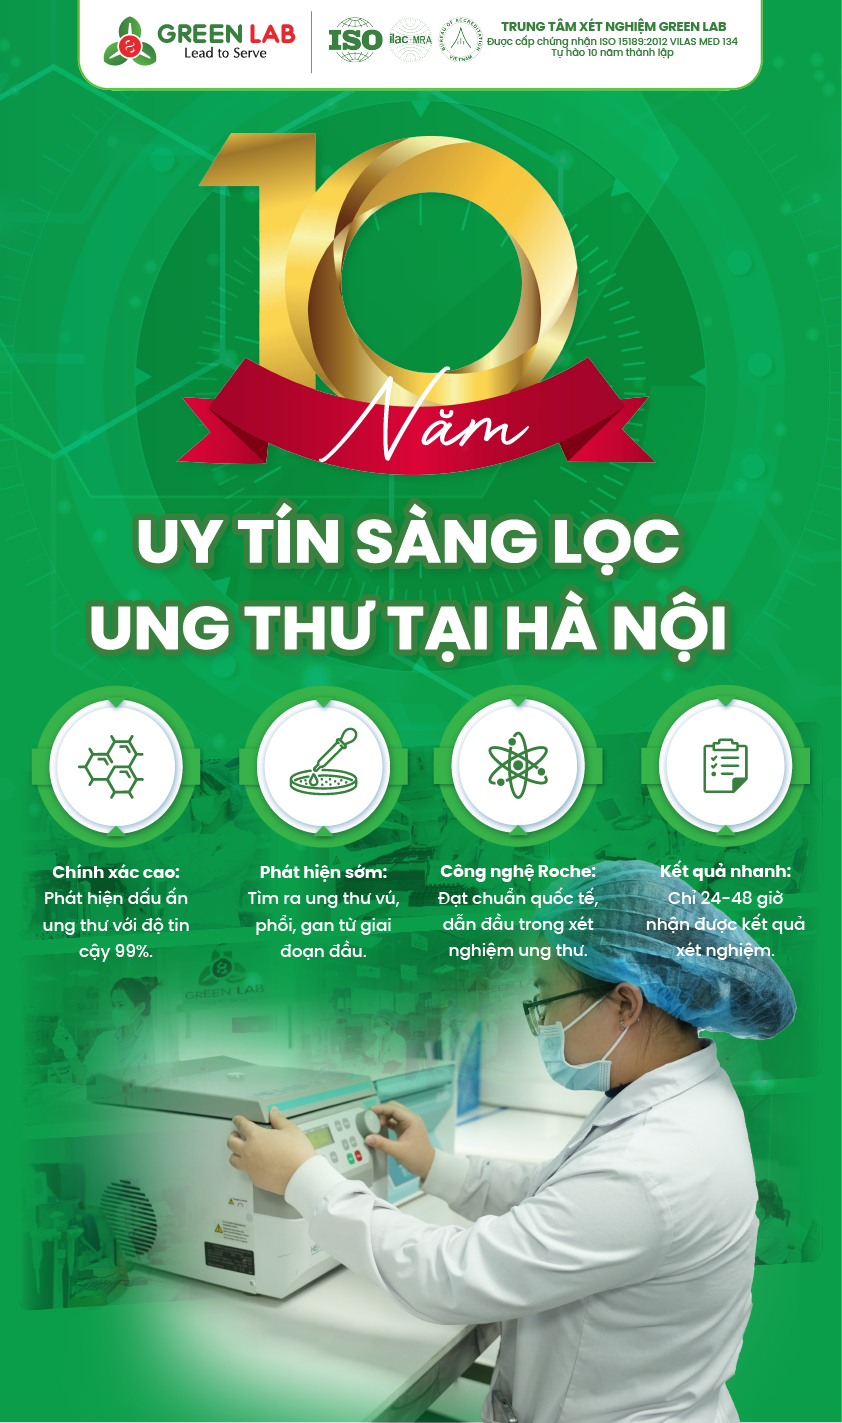 GREEN LAB
Lead to Serve
ISO
ilac-MRA
BUREAU OF ACCREDITATION
VIETNAM
TRUNG TÂM XÉT NGHIỆM GREEN LAB
Được cấp chứng nhận ISO 15189:2012 VILAS MED 134
Tự hào 10 năm thành lập
10
Năm
UY TÍN SÀNG LỌC
UNG THƯ TẠI HÀ NỘI
Chính xác cao:
Phát hiện dấu ấn
ung thư với độ tin
cậy 99%.
Phát hiện sớm:
Tìm ra ung thư vú,
phổi, gan từ giai
đoạn đầu.
Công nghệ Roche:
Đạt chuẩn quốc tế,
dẫn đầu trong xét
nghiệm ung thư.
Kết quả nhanh:
Chỉ 24-48 giờ
nhận được kết quả
xét nghiệm.
GREEN LAB